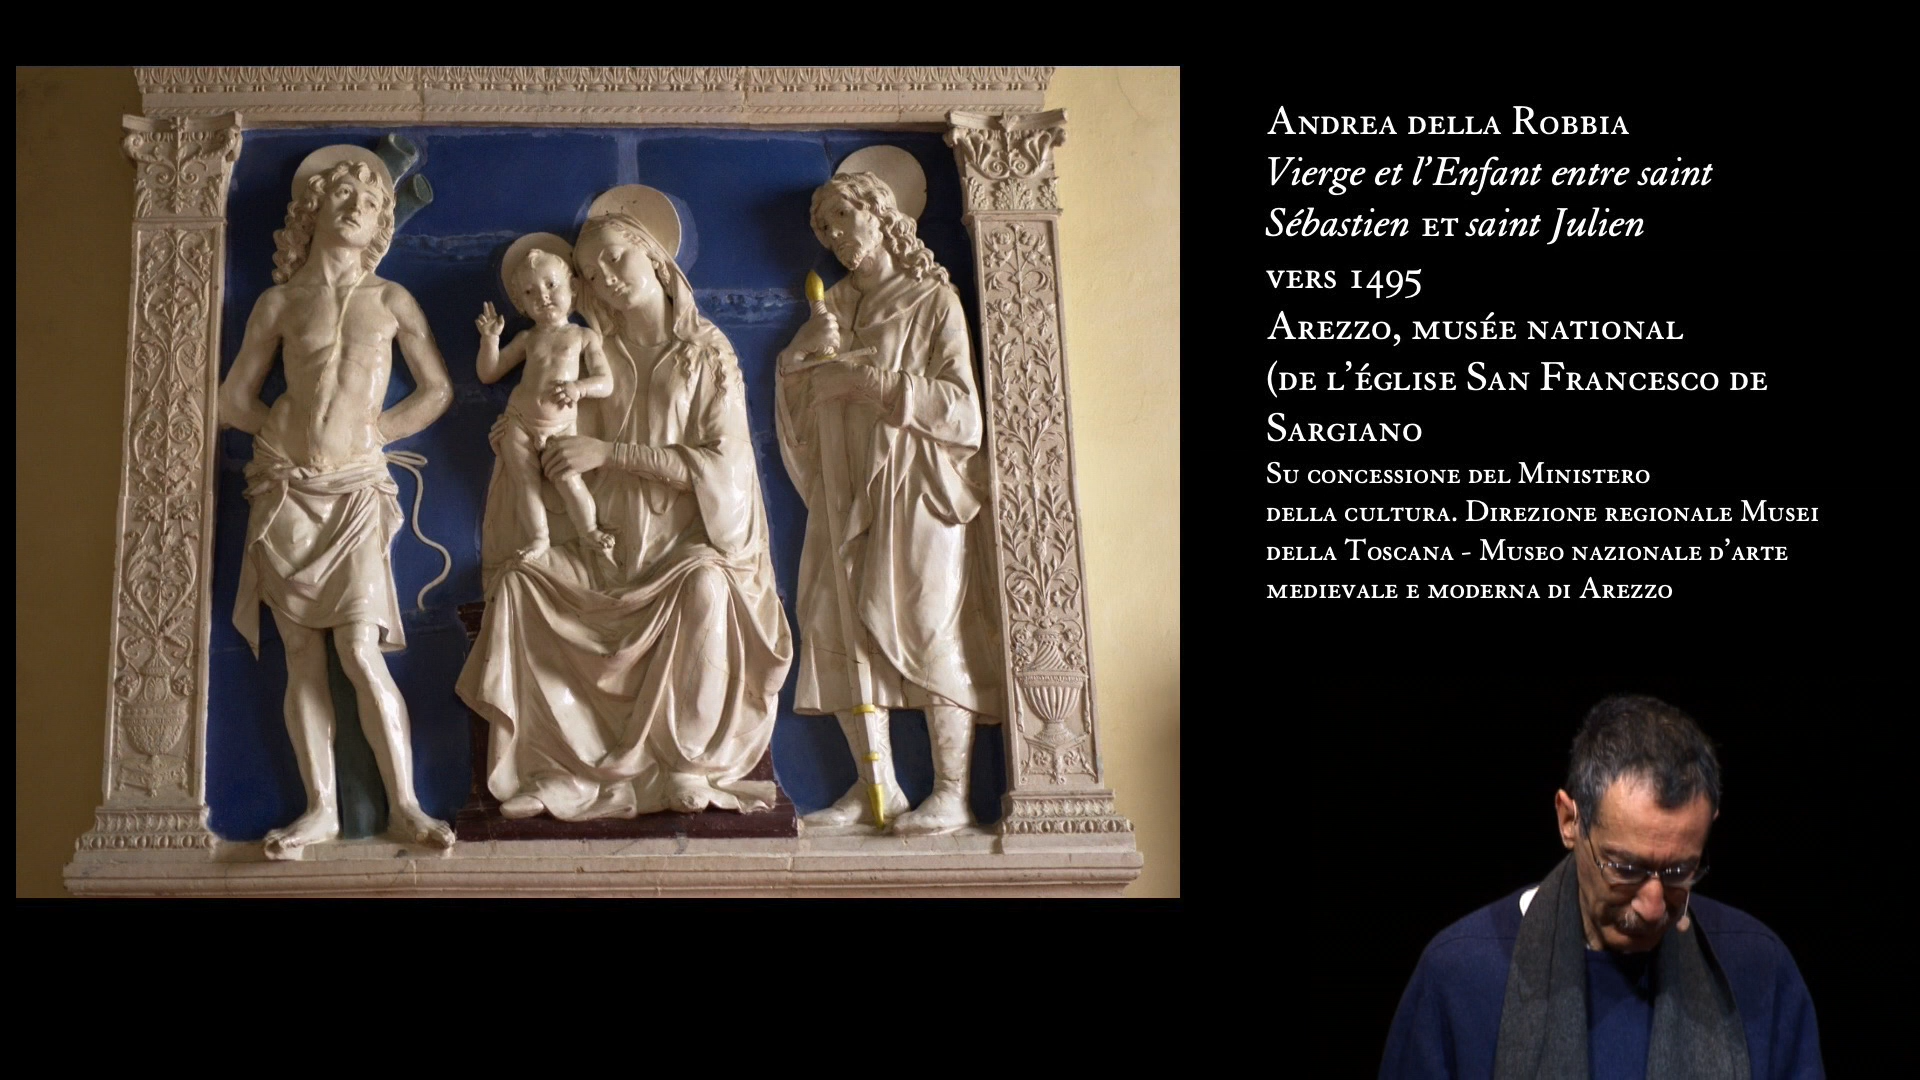 Andrea della Robbia
Vierge et l'Enfant entre saint
Sébastien et saint Julien
vers 1495
Arezzo, musée national
(de l'église San Francesco de
Sargiano
Su concessione del Ministero
della cultura. Direzione regionale Musei
della Toscana - Museo nazionale d'arte
medievale e moderna di Arezzo